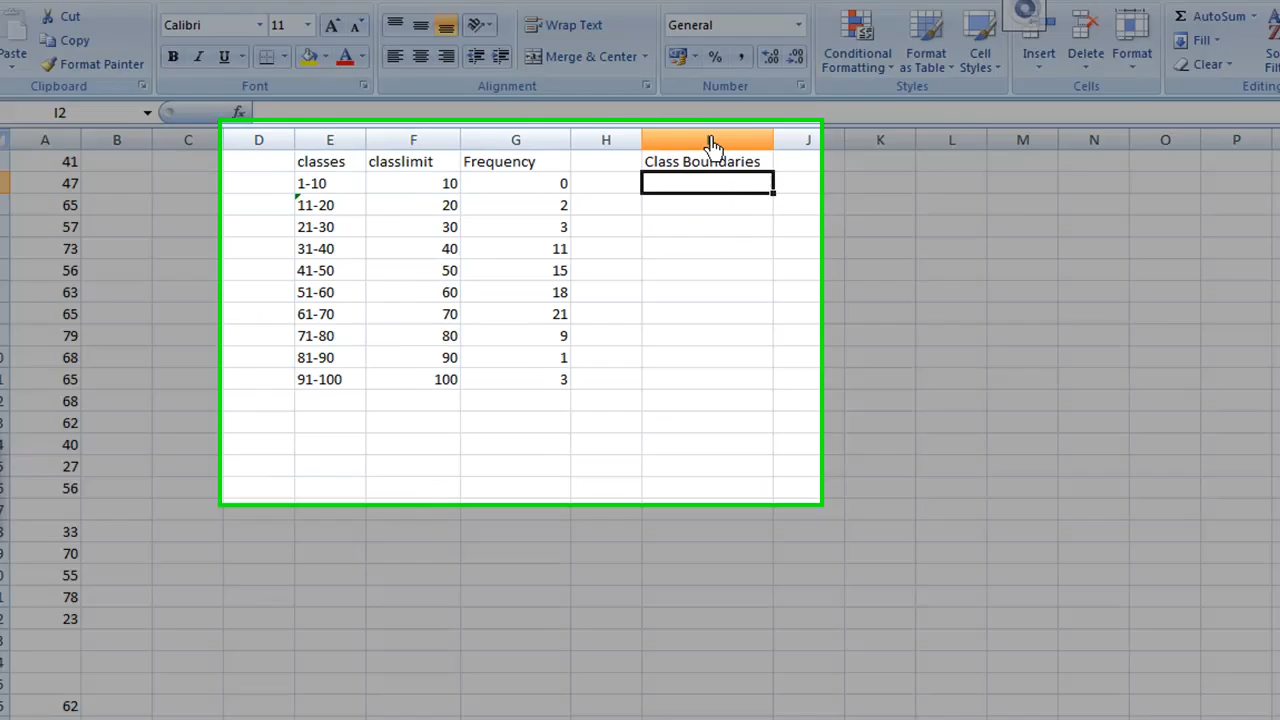 Cut
Copy
Paste
Format Painter
Clipboard
Calibri 11 A A
B I U A
Font
Wrap Text
Merge & Center
Alignment
General
% ,
Number
Conditional Formatting
Format as Table
Cell Styles
Styles
Insert Delete Format
Cells
Σ AutoSum
Fill
Clear
Editing
I2 fx
A B C D E F G H J K L M N O P
41 classes classlimit Frequency Class Boundaries
47 1-10 10 0
65 11-20 20 2
57 21-30 30 3
73 31-40 40 11
56 41-50 50 15
63 51-60 60 18
65 61-70 70 21
79 71-80 80 9
68 81-90 90 1
65 91-100 100 3
68
62
40
27
56
33
70
55
78
23
62